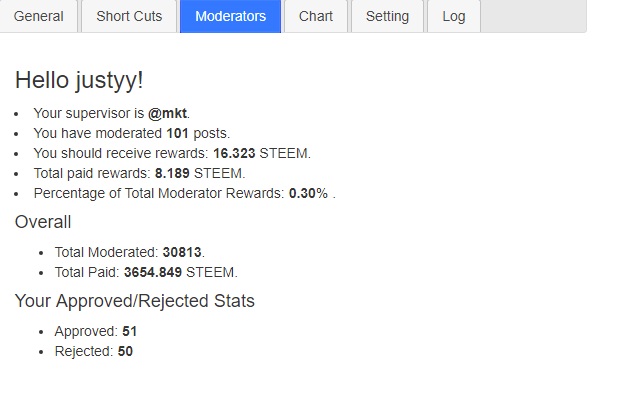 General Short Cuts Moderators Chart Setting Log
Hello justyy!
• Your supervisor is @mkt.
• You have moderated 101 posts.
• You should receive rewards: 16.323 STEEM.
• Total paid rewards: 8.189 STEEM.
• Percentage of Total Moderator Rewards: 0.30% .
Overall
• Total Moderated: 30813.
• Total Paid: 3654.849 STEEM.
Your Approved/Rejected Stats
• Approved: 51
• Rejected: 50